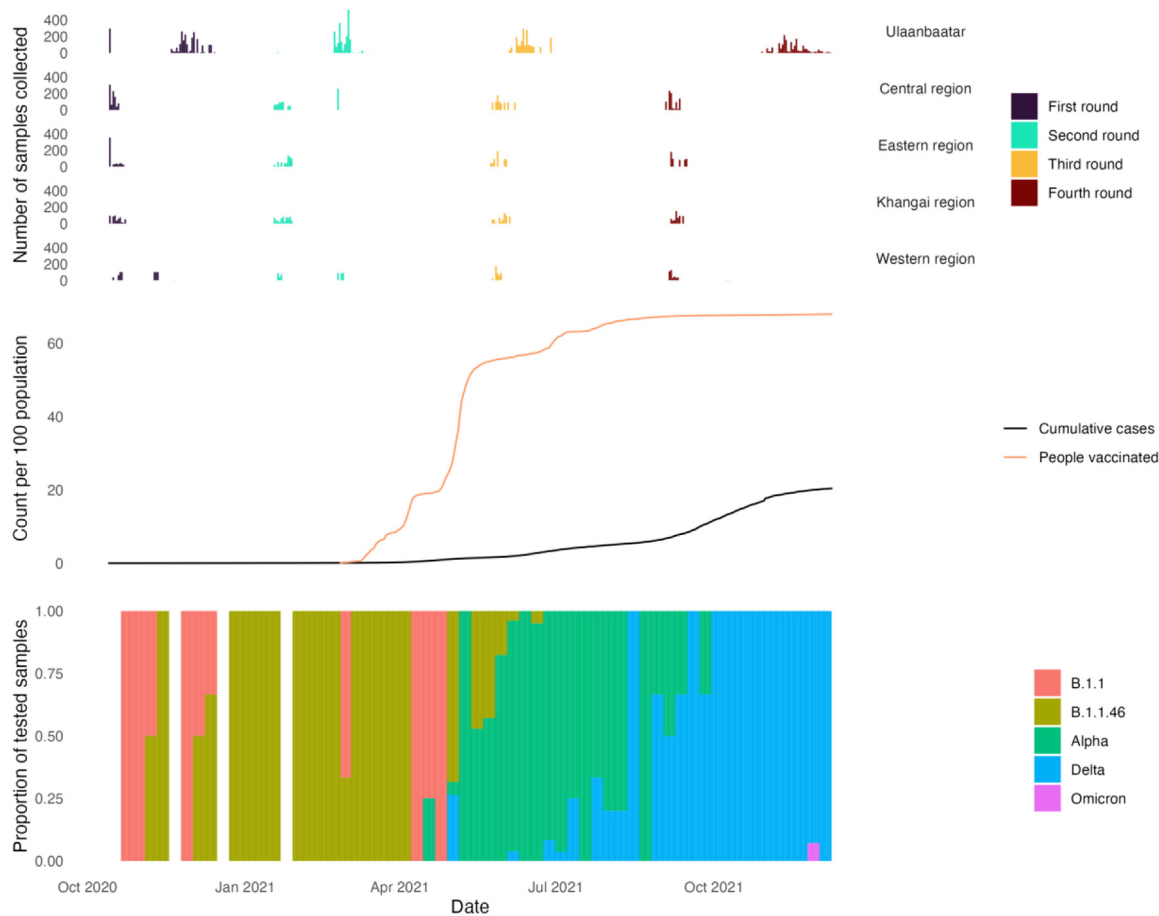 Number of samples collected
400
200
0
Ulaanbaatar
400
200
0
Central region
400
200
0
Eastern region
400
200
0
Khangai region
400
200
0
Western region
First round
Second round
Third round
Fourth round
Count per 100 population
60
40
20
0
Cumulative cases
People vaccinated
Proportion of tested samples
1.00
0.75
0.50
0.25
0.00
B.1.1
B.1.1.46
Alpha
Delta
Omicron
Oct 2020 Jan 2021 Apr 2021 Jul 2021 Oct 2021
Date